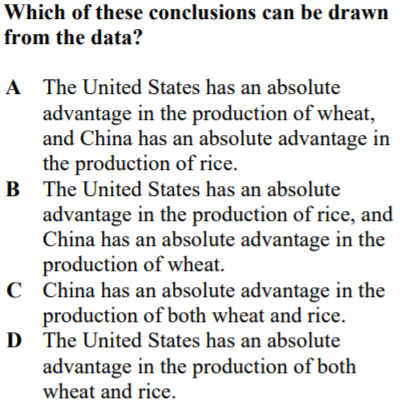 Which of these conclusions can be drawn
from the data?
A The United States has an absolute
advantage in the production of wheat,
and China has an absolute advantage in
the production of rice.
B The United States has an absolute
advantage in the production of rice, and
China has an absolute advantage in the
production of wheat.
C China has an absolute advantage in the
production of both wheat and rice.
D The United States has an absolute
advantage in the production of both
wheat and rice.